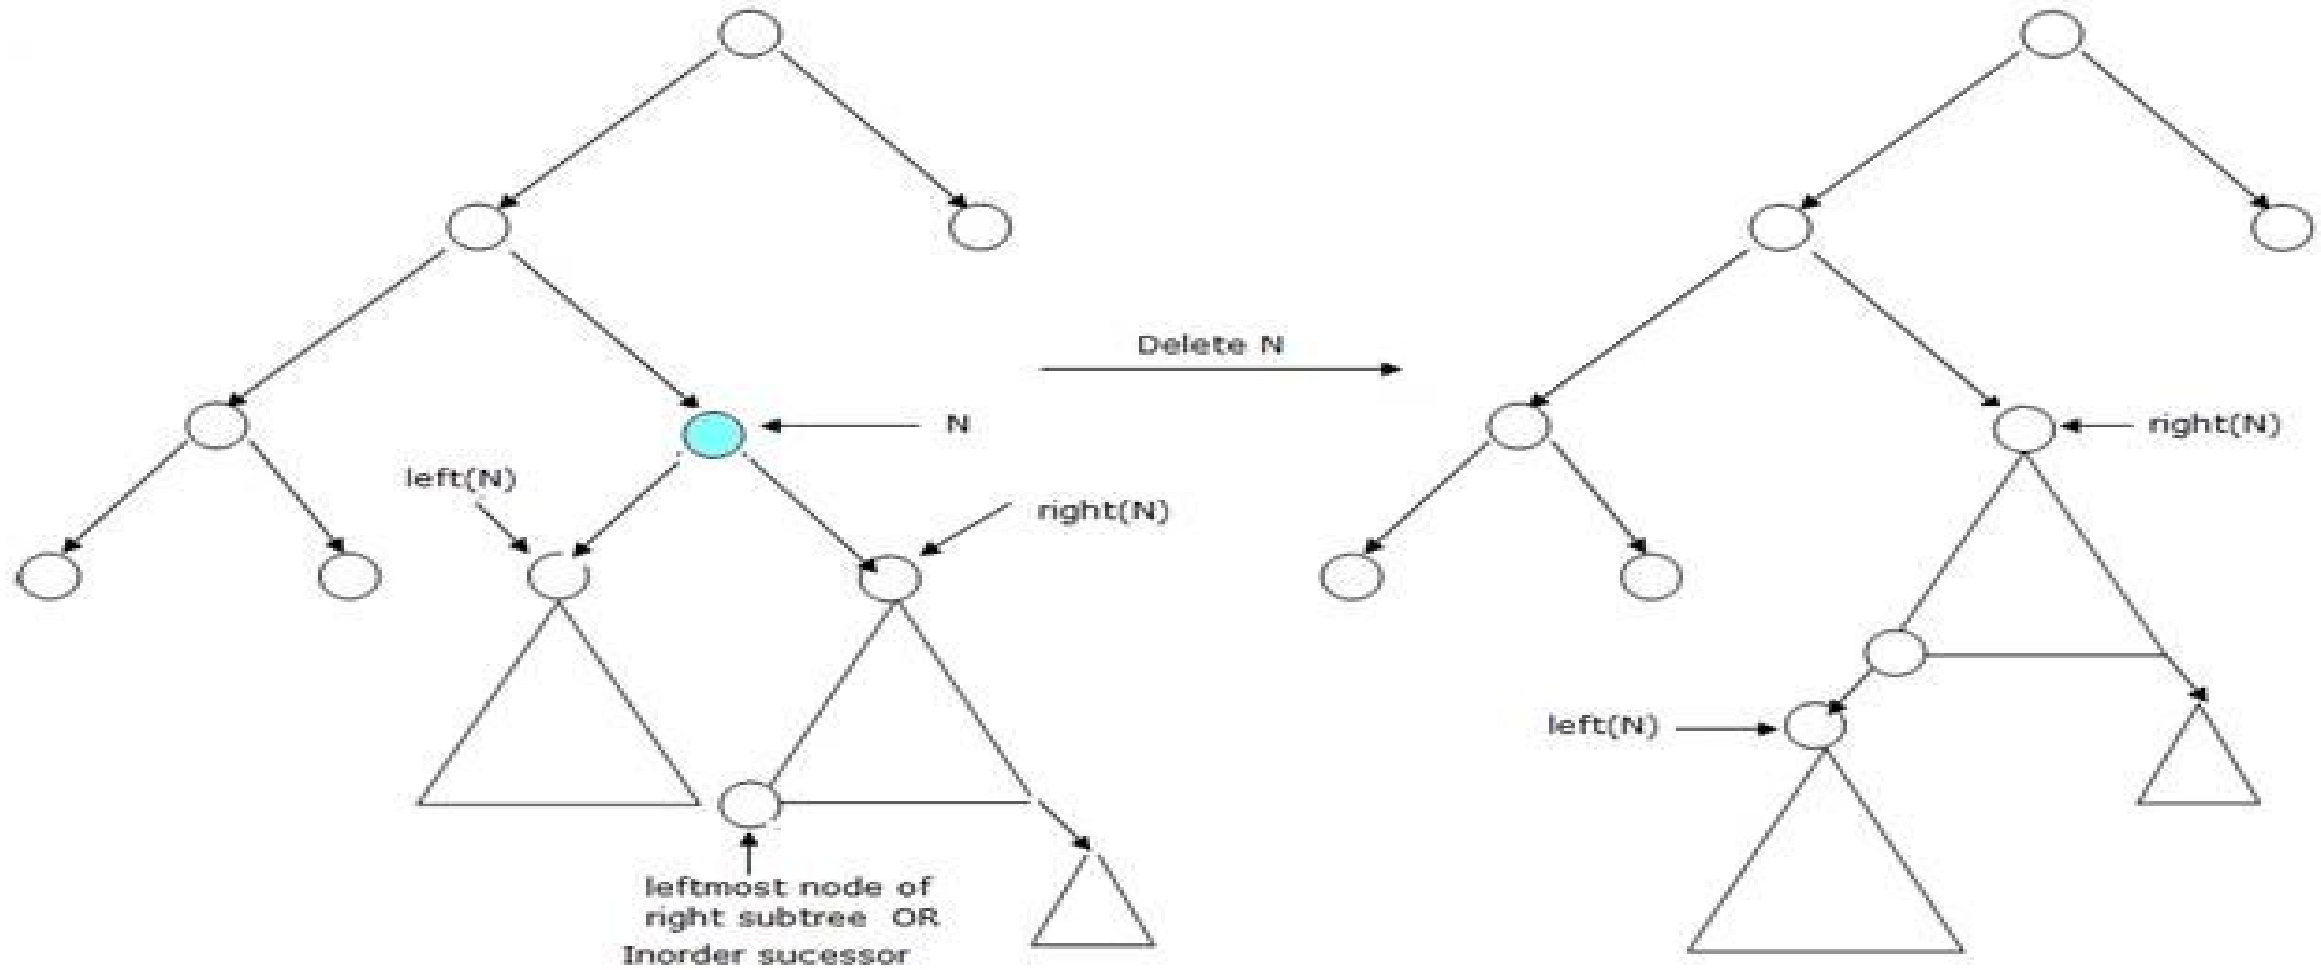 Delete N
N
right(N)
left(N)
right(N)
left(N)
leftmost node of
right subtree OR
Inorder sucessor